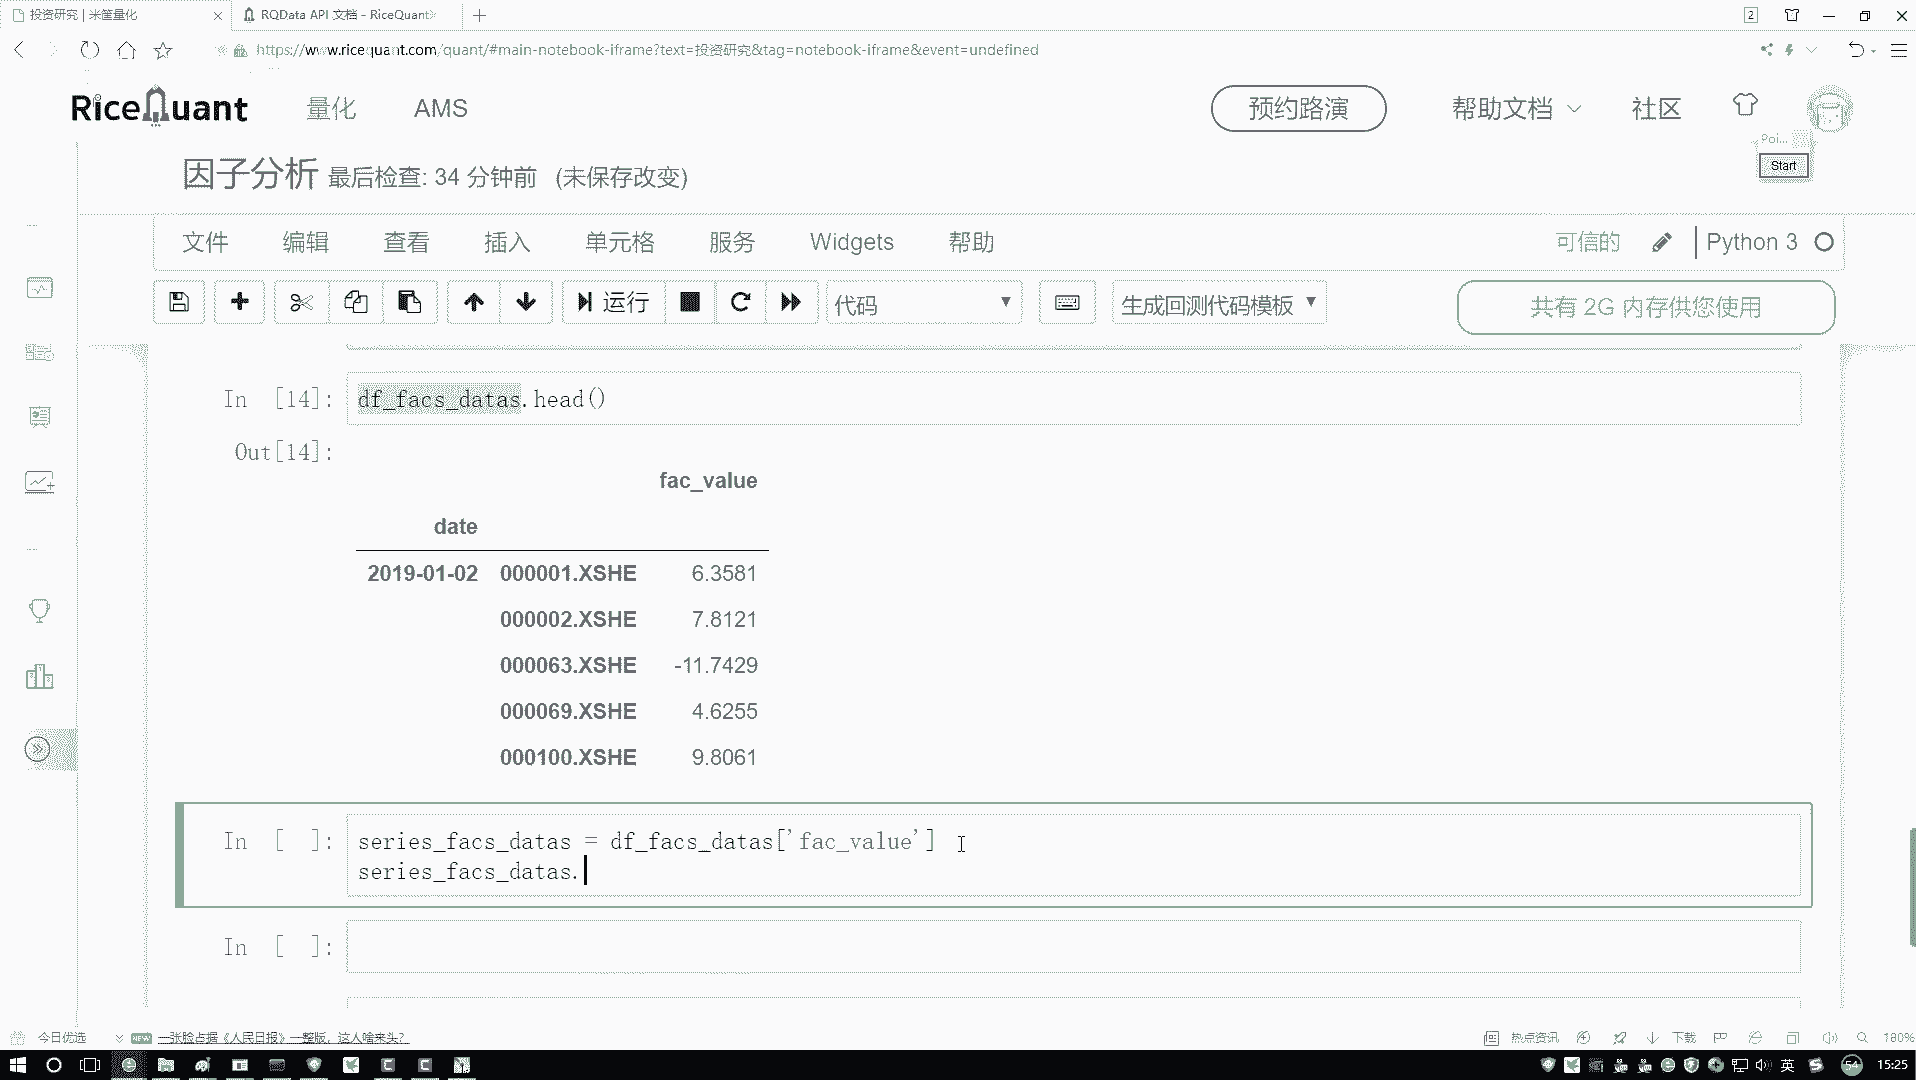 投资研究 | 米筐量化
RQData API 文档 - RiceQuant
2
https://www.ricequant.com/quant/#main-notebook-iframe?text=投资研究&tag=notebook-iframe&event=undefined
RiceQuant
量化
AMS
预约路演
帮助文档
社区
Poi...
Start
因子分析 最后检查: 34 分钟前 (未保存改变)
文件 编辑 查看 插入 单元格 服务 Widgets 帮助
可信的
Python 3
运行
代码
生成回测代码模板
共有 2G 内存供您使用
In [14]: df_facs_datas.head()
Out[14]:
fac_value
date
2019-01-02 000001.XSHE 6.3581
000002.XSHE 7.8121
000063.XSHE -11.7429
000069.XSHE 4.6255
000100.XSHE 9.8061
In [ ]: series_facs_datas = df_facs_datas['fac_value']
series_facs_datas.
In [ ]:
今日优选
NEW 一张脸占据《人民日报》一整版，这人啥来头？
热点资讯
下载
180%
英
54
15:25